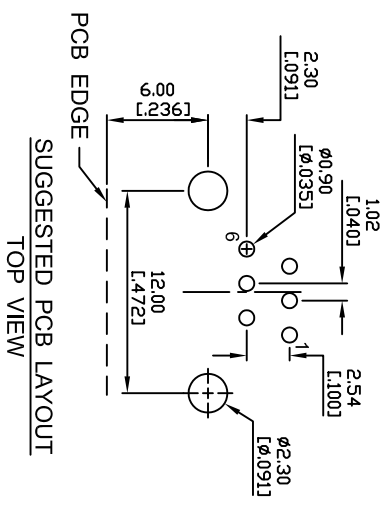 2.30
[.091]
6.00
[.236]
PCB EDGE
Ø0.90
[Ø.035]
1.02
[.040]
6
1
2.54
[.100]
12.00
[.472]
Ø2.30
[Ø.091]
SUGGESTED PCB LAYOUT
TOP VIEW